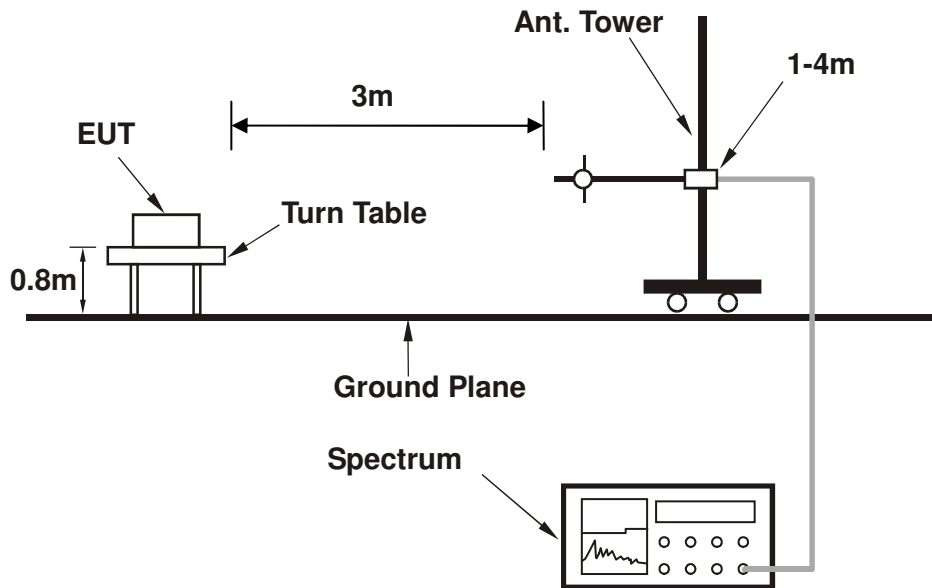 Ant. Tower
1-4m
3m
EUT
Turn Table
0.8m
Ground Plane
Spectrum